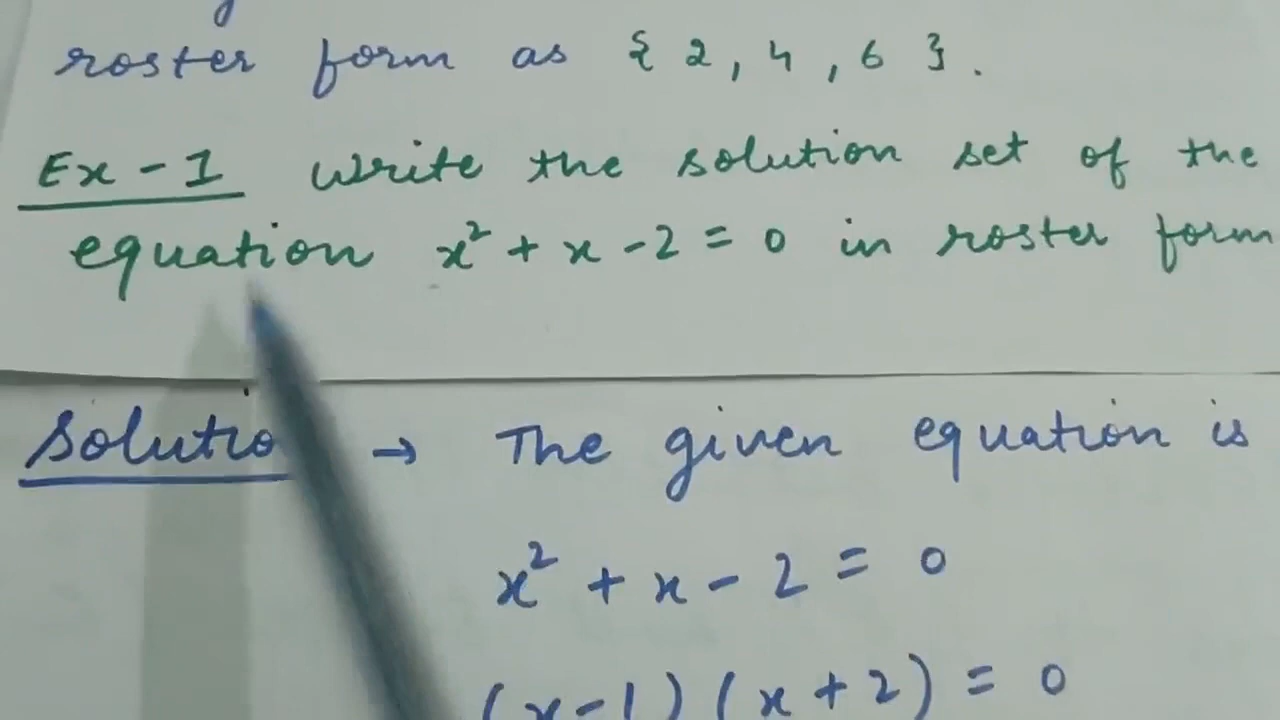 roster form as { 2, 4, 6 }.
Ex - 1 Write the solution set of the
equation x² + x - 2 = 0 in roster form
→ The given equation is
x² + x - 2 = 0
(x - 1) (x + 2) = 0